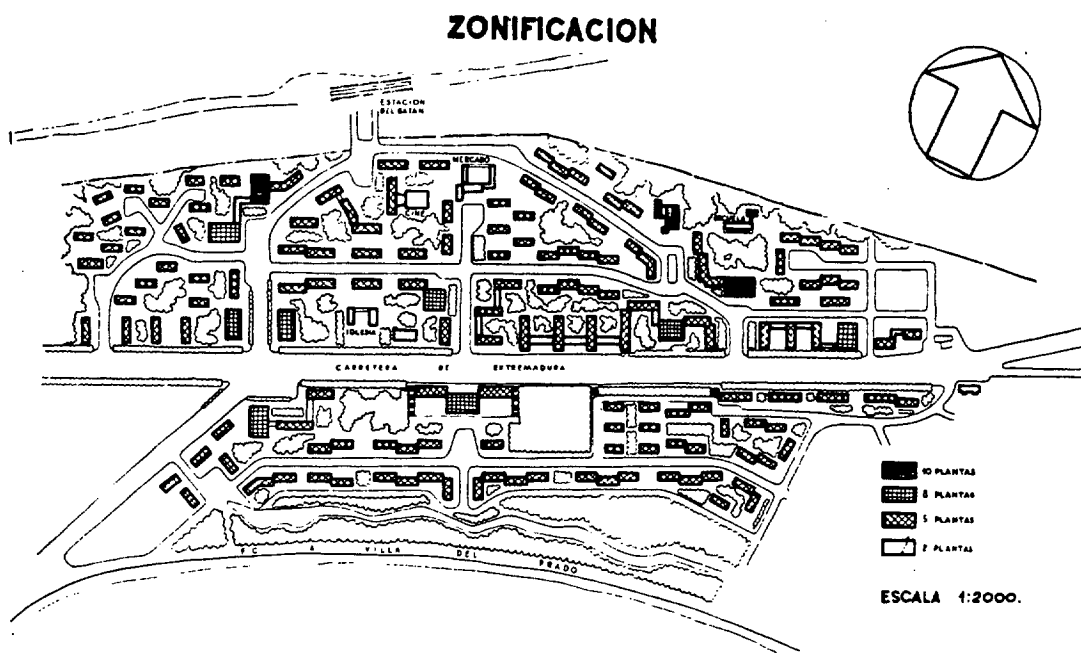 ZONIFICACION
ESTACION
DEL BATAN
MERCADO
CINE
IGLESIA
CARRETERA DE EXTREMADURA
10 PLANTAS
8 PLANTAS
5 PLANTAS
2 PLANTAS
F.C. A VILLA DEL PRADO
ESCALA 1:2000.